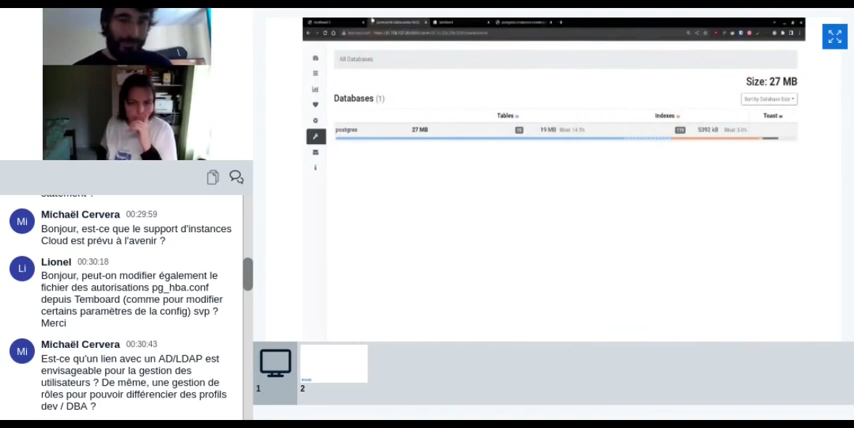 All Databases
Size: 27 MB
Databases (1)
Sort by Database Size
Tables
Indexes
Toast
postgres
27 MB
19 MB
5392 kB
Michaël Cervera 00:29:59
Mi
Bonjour, est-ce que le support d'instances
Cloud est prévu à l'avenir ?
Lionel 00:30:18
Li
Bonjour, peut-on modifier également le
fichier des autorisations pg_hba.conf
depuis Temboard (comme pour modifier
certains paramètres de la config) svp ?
Merci
Michaël Cervera 00:30:43
Mi
Est-ce qu'un lien avec un AD/LDAP est
envisageable pour la gestion des
utilisateurs ? De même, une gestion de
rôles pour pouvoir différencier des profils
dev / DBA ?
1
2